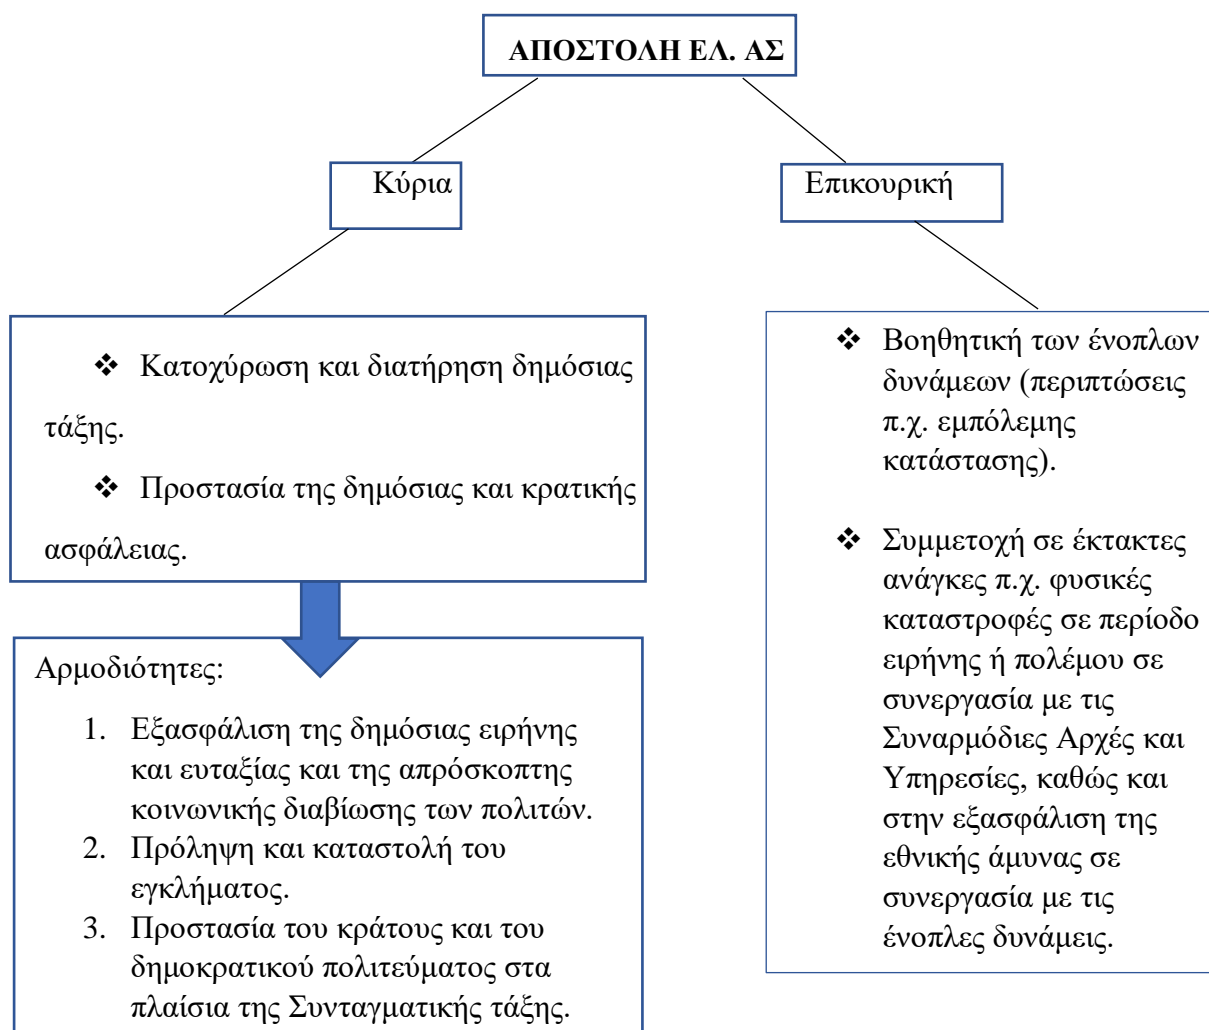 ΑΠΟΣΤΟΛΗ ΕΛ. ΑΣ
Κύρια
Επικουρική
❖ Κατοχύρωση και διατήρηση δημόσιας
τάξης.
❖ Προστασία της δημόσιας και κρατικής
ασφάλειας.
Αρμοδιότητες:
1. Εξασφάλιση της δημόσιας ειρήνης
και ευταξίας και της απρόσκοπτης
κοινωνικής διαβίωσης των πολιτών.
2. Πρόληψη και καταστολή του
εγκλήματος.
3. Προστασία του κράτους και του
δημοκρατικού πολιτεύματος στα
πλαίσια της Συνταγματικής τάξης.
❖ Βοηθητική των ένοπλων
δυνάμεων (περιπτώσεις
π.χ. εμπόλεμης
κατάστασης).
❖ Συμμετοχή σε έκτακτες
ανάγκες π.χ. φυσικές
καταστροφές σε περίοδο
ειρήνης ή πολέμου σε
συνεργασία με τις
Συναρμόδιες Αρχές και
Υπηρεσίες, καθώς και
στην εξασφάλιση της
εθνικής άμυνας σε
συνεργασία με τις
ένοπλες δυνάμεις.